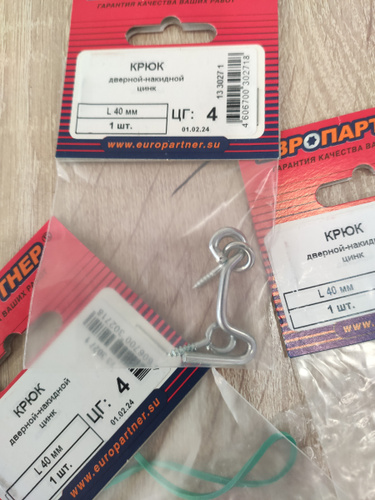 ГАРАНТИЯ КАЧЕСТВА ВАШИХ РАБОТ
КРЮК
дверной-накидной
цинк
L 40 мм
1 шт.
ЦГ: 4
01.02.24
13 3027 1
4 606700 302718
www.europartner.su
ВРОПАРТ
ГАРАНТИЯ КАЧЕСТВА ВАШ
КРЮК
дверной-накидной
цинк
L 40 мм
1 шт.
ТНЕР
ВАШИХ РАБОТ
КРЮК
дверной-накидной
цинк
L 40 мм
1 шт.
ЦГ: 4
01.02.24
www.europartner.su